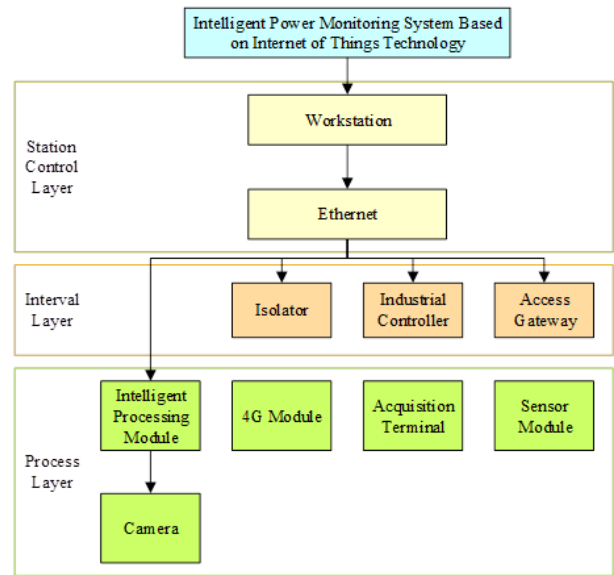 Intelligent Power Monitoring System Based
on Internet of Things Technology
Station
Control
Layer
Workstation
Ethernet
Interval
Layer
Isolator
Industrial
Controller
Access
Gateway
Process
Layer
Intelligent
Processing
Module
4G Module
Acquisition
Terminal
Sensor
Module
Camera